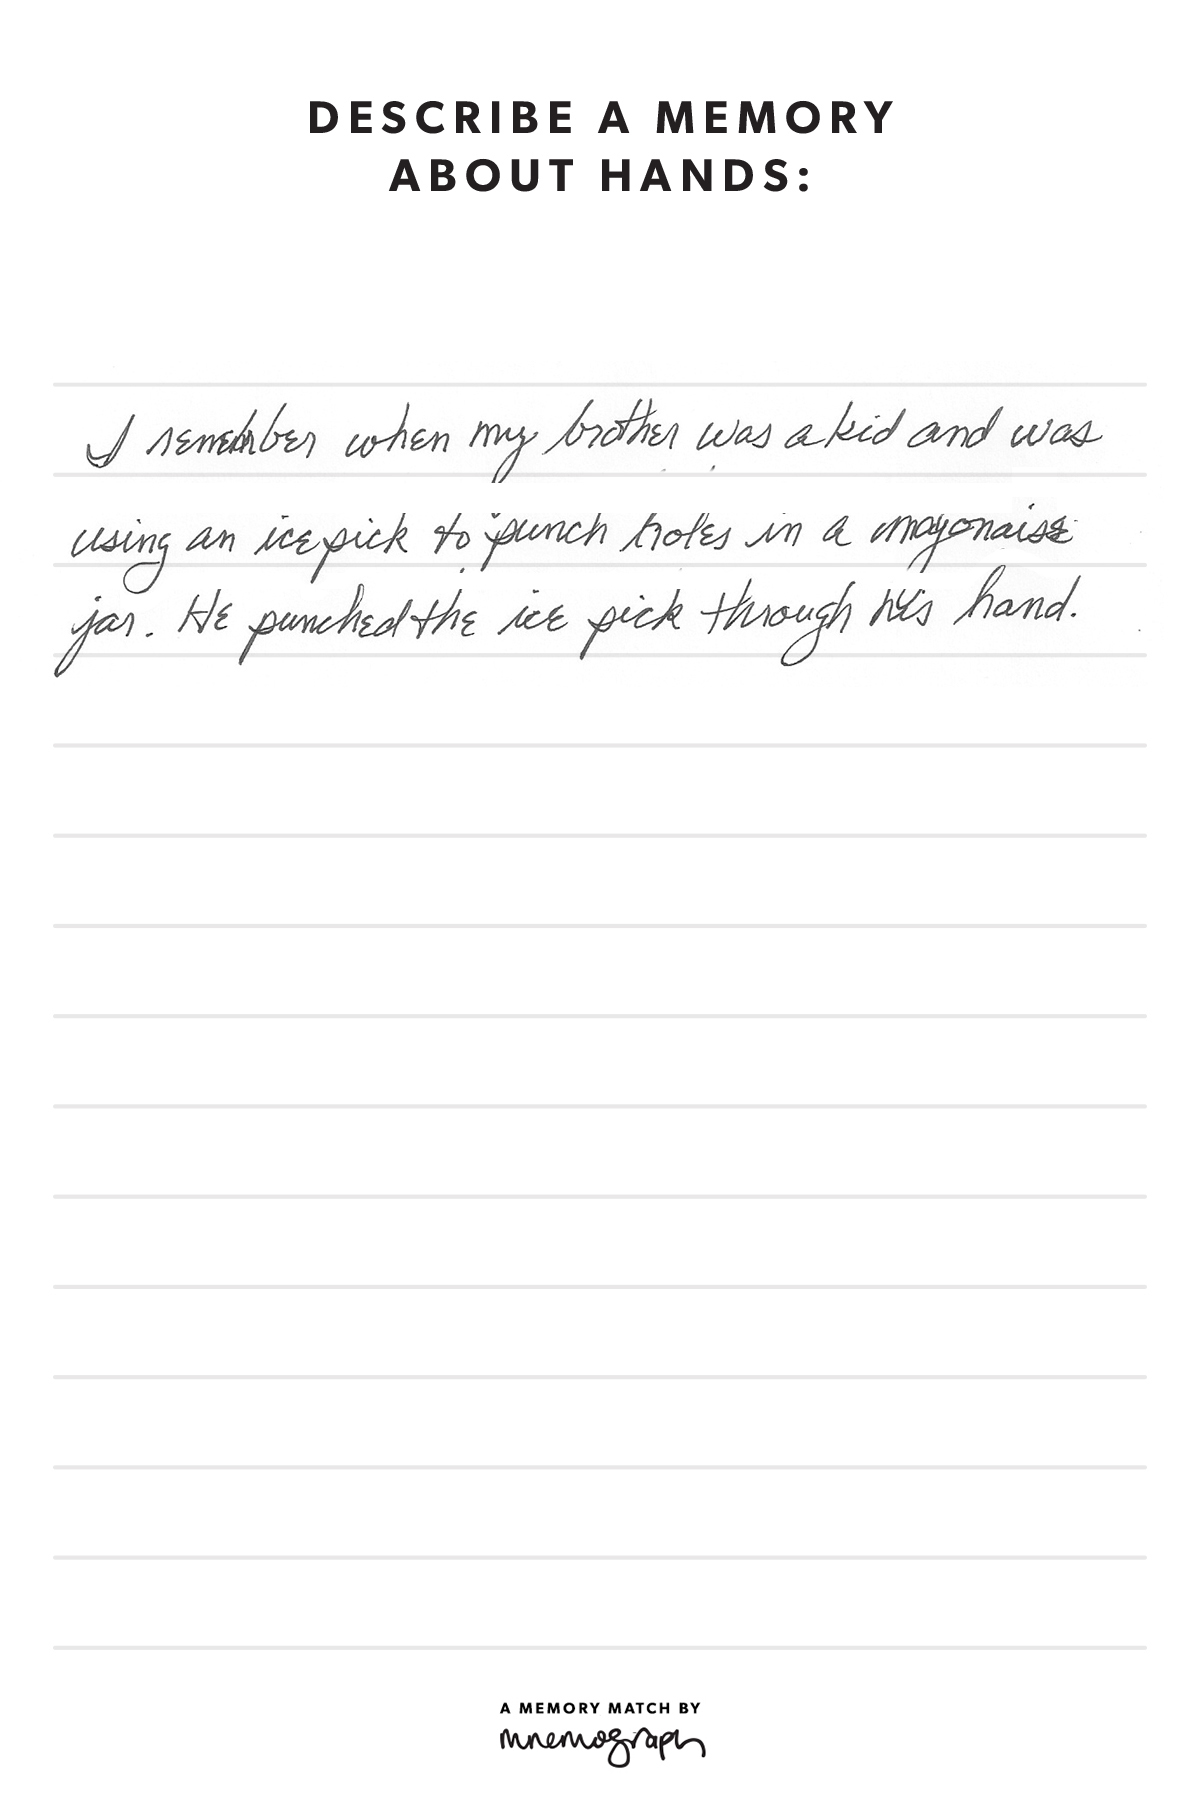 DESCRIBE A MEMORY
ABOUT HANDS:
I remember when my brother was a kid and was
using an ice pick to punch holes in a mayonaise
jar. He punched the ice pick through his hand.
A MEMORY MATCH BY
mnemograph